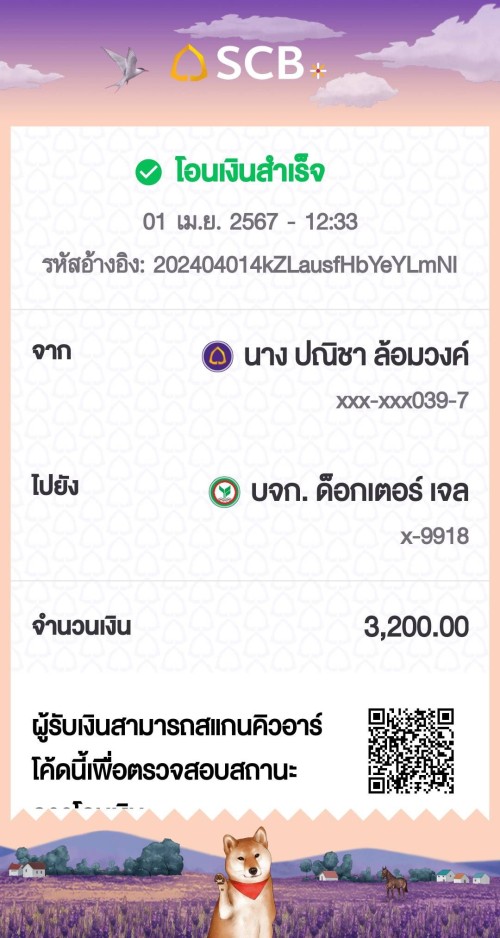 SCB+
โอนเงินสำเร็จ
01 เม.ย. 2567 - 12:33
รหัสอ้างอิง: 202404014kZLausfHbYeYLmNl
จาก
นาง ปณิชา ล้อมวงค์
xxx-xxx039-7
ไปยัง
บจก. ด็อกเตอร์ เจล
x-9918
จำนวนเงิน
3,200.00
ผู้รับเงินสามารถสแกนคิวอาร์
โค้ดนี้เพื่อตรวจสอบสถานะ